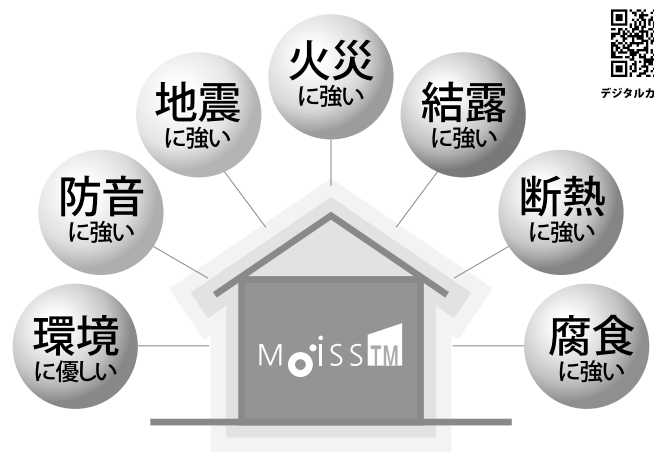 火災
に強い
地震
に強い
結露
に強い
防音
に強い
断熱
に強い
環境
に優しい
腐食
に強い
MOiSS TM
デジタルカ